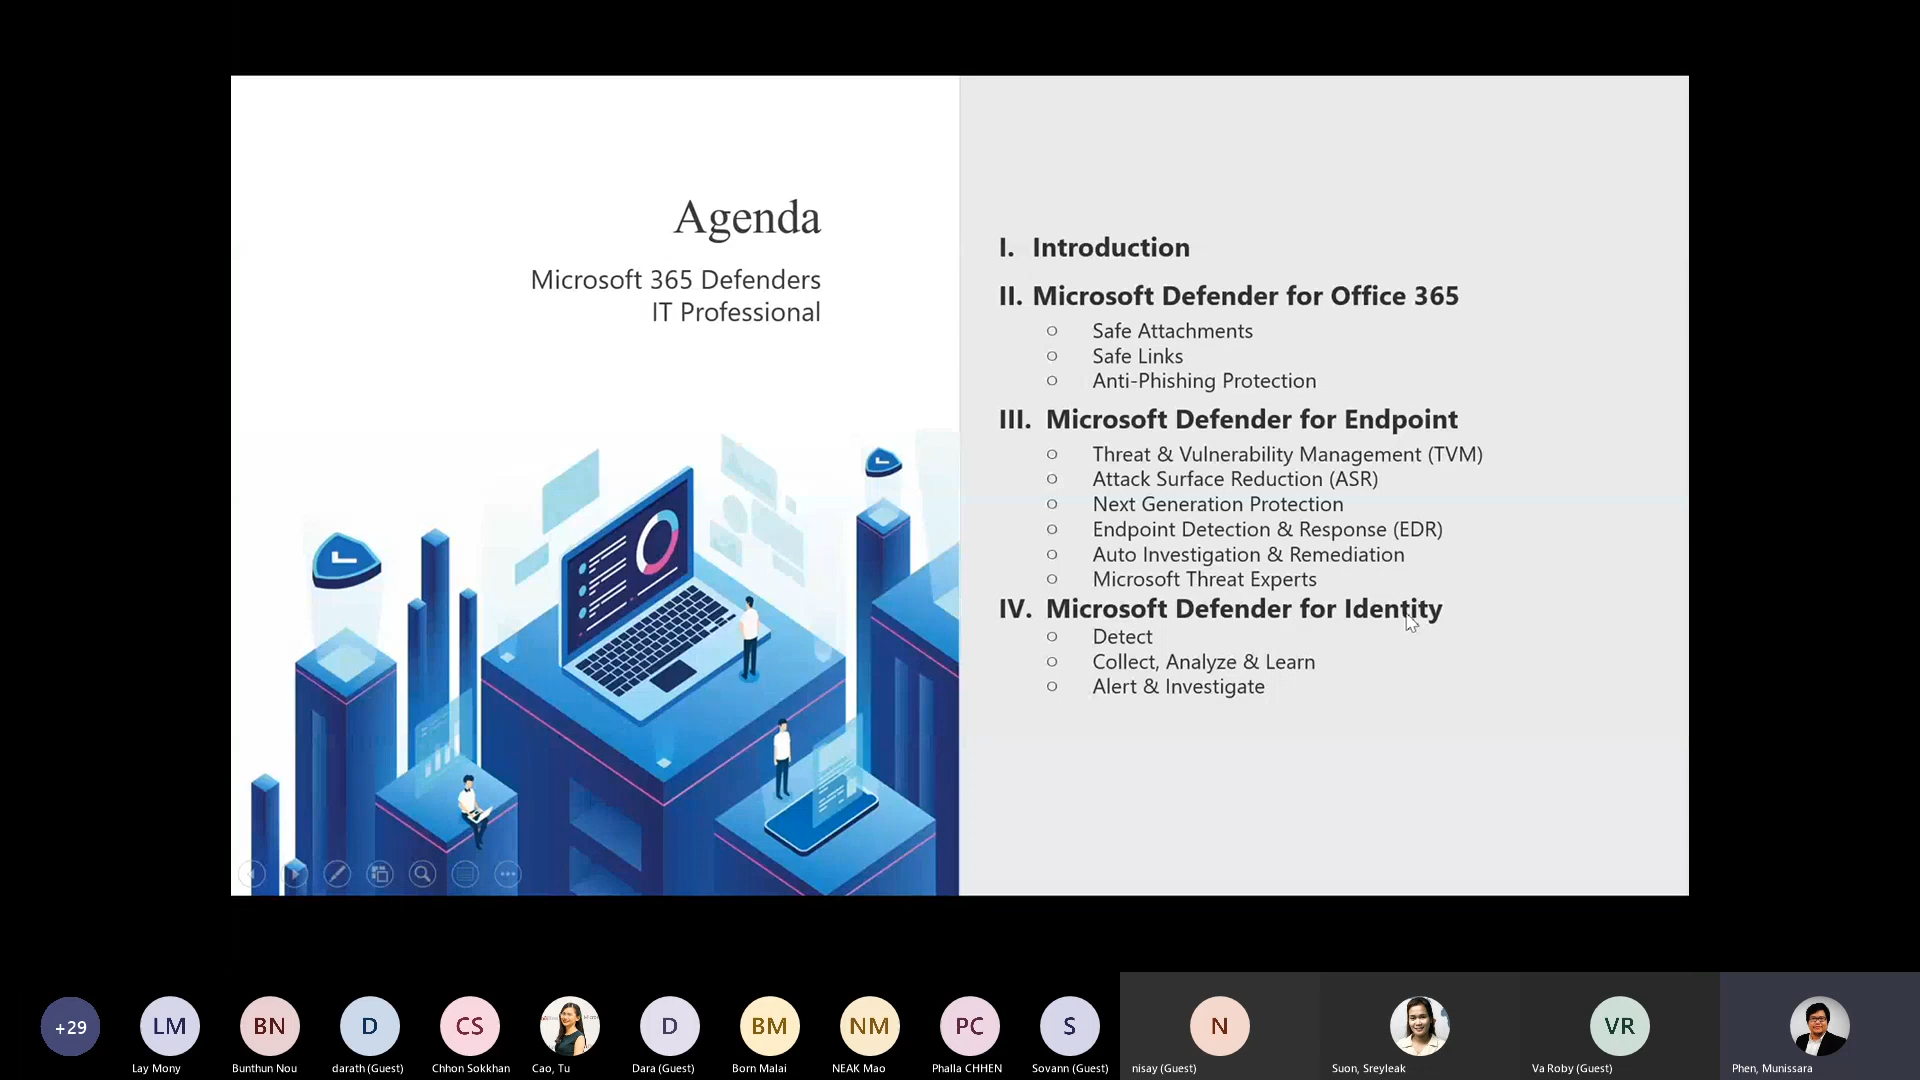 Agenda
Microsoft 365 Defenders
IT Professional
I. Introduction
II. Microsoft Defender for Office 365
o Safe Attachments
o Safe Links
o Anti-Phishing Protection
III. Microsoft Defender for Endpoint
o Threat & Vulnerability Management (TVM)
o Attack Surface Reduction (ASR)
o Next Generation Protection
o Endpoint Detection & Response (EDR)
o Auto Investigation & Remediation
o Microsoft Threat Experts
IV. Microsoft Defender for Identity
o Detect
o Collect, Analyze & Learn
o Alert & Investigate
+29
LM
BN
D
CS
D
BM
NM
PC
S
N
VR
Lay Mony
Bunthun Nou
darath (Guest)
Chhon Sokkhan
Cao, Tu
Dara (Guest)
Born Malai
NEAK Mao
Phalla CHHEN
Sovann (Guest)
nisay (Guest)
Suon, Sreyleak
Va Roby (Guest)
Phen, Munissara